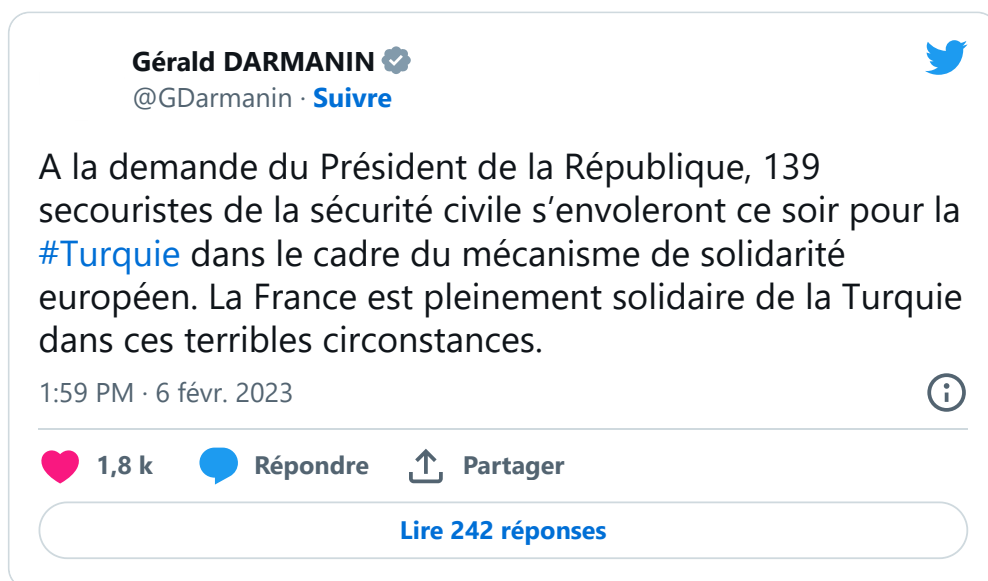 Gérald DARMANIN
@GDarmanin · Suivre
A la demande du Président de la République, 139
secouristes de la sécurité civile s’envoleront ce soir pour la
#Turquie dans le cadre du mécanisme de solidarité
européen. La France est pleinement solidaire de la Turquie
dans ces terribles circonstances.
1:59 PM · 6 févr. 2023
1,8 k Répondre Partager
Lire 242 réponses